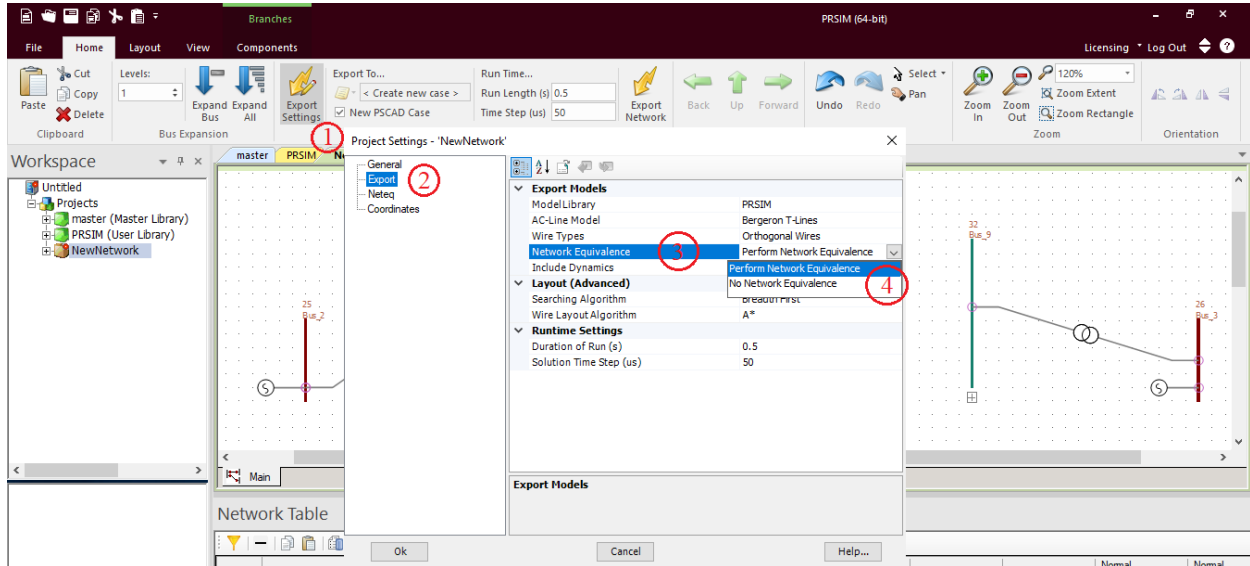 Branches
PRSIM (64-bit)
File Home Layout View Components
Licensing Log Out
Paste
Cut
Copy
Delete
Clipboard
Levels:
1
Expand Bus
Expand All
Bus Expansion
Export Settings
Export To...
< Create new case >
New PSCAD Case
Run Time...
Run Length (s) 0.5
Time Step (us) 50
Export Network
Back Up Forward
Undo Redo
Select
Pan
Zoom In
Zoom Out
120%
Zoom Extent
Zoom Rectangle
Zoom
Orientation
1
Workspace
Untitled
Projects
master (Master Library)
PRSIM (User Library)
NewNetwork
master PRSIM N
Project Settings - 'NewNetwork'
General
Export
2
Neteq
Coordinates
Export Models
ModelLibrary PRSIM
AC-Line Model Bergeron T-Lines
Wire Types Orthogonal Wires
Network Equivalence 3 Perform Network Equivalence
Include Dynamics Perform Network Equivalence
Layout (Advanced) No Network Equivalence 4
Searching Algorithm Breadth First
Wire Layout Algorithm A*
Runtime Settings
Duration of Run (s) 0.5
Solution Time Step (us) 50
Export Models
Ok Cancel Help...
25
Bus_2
S
32
Bus_9
26
Bus_3
S
Main
Network Table
Normal Normal